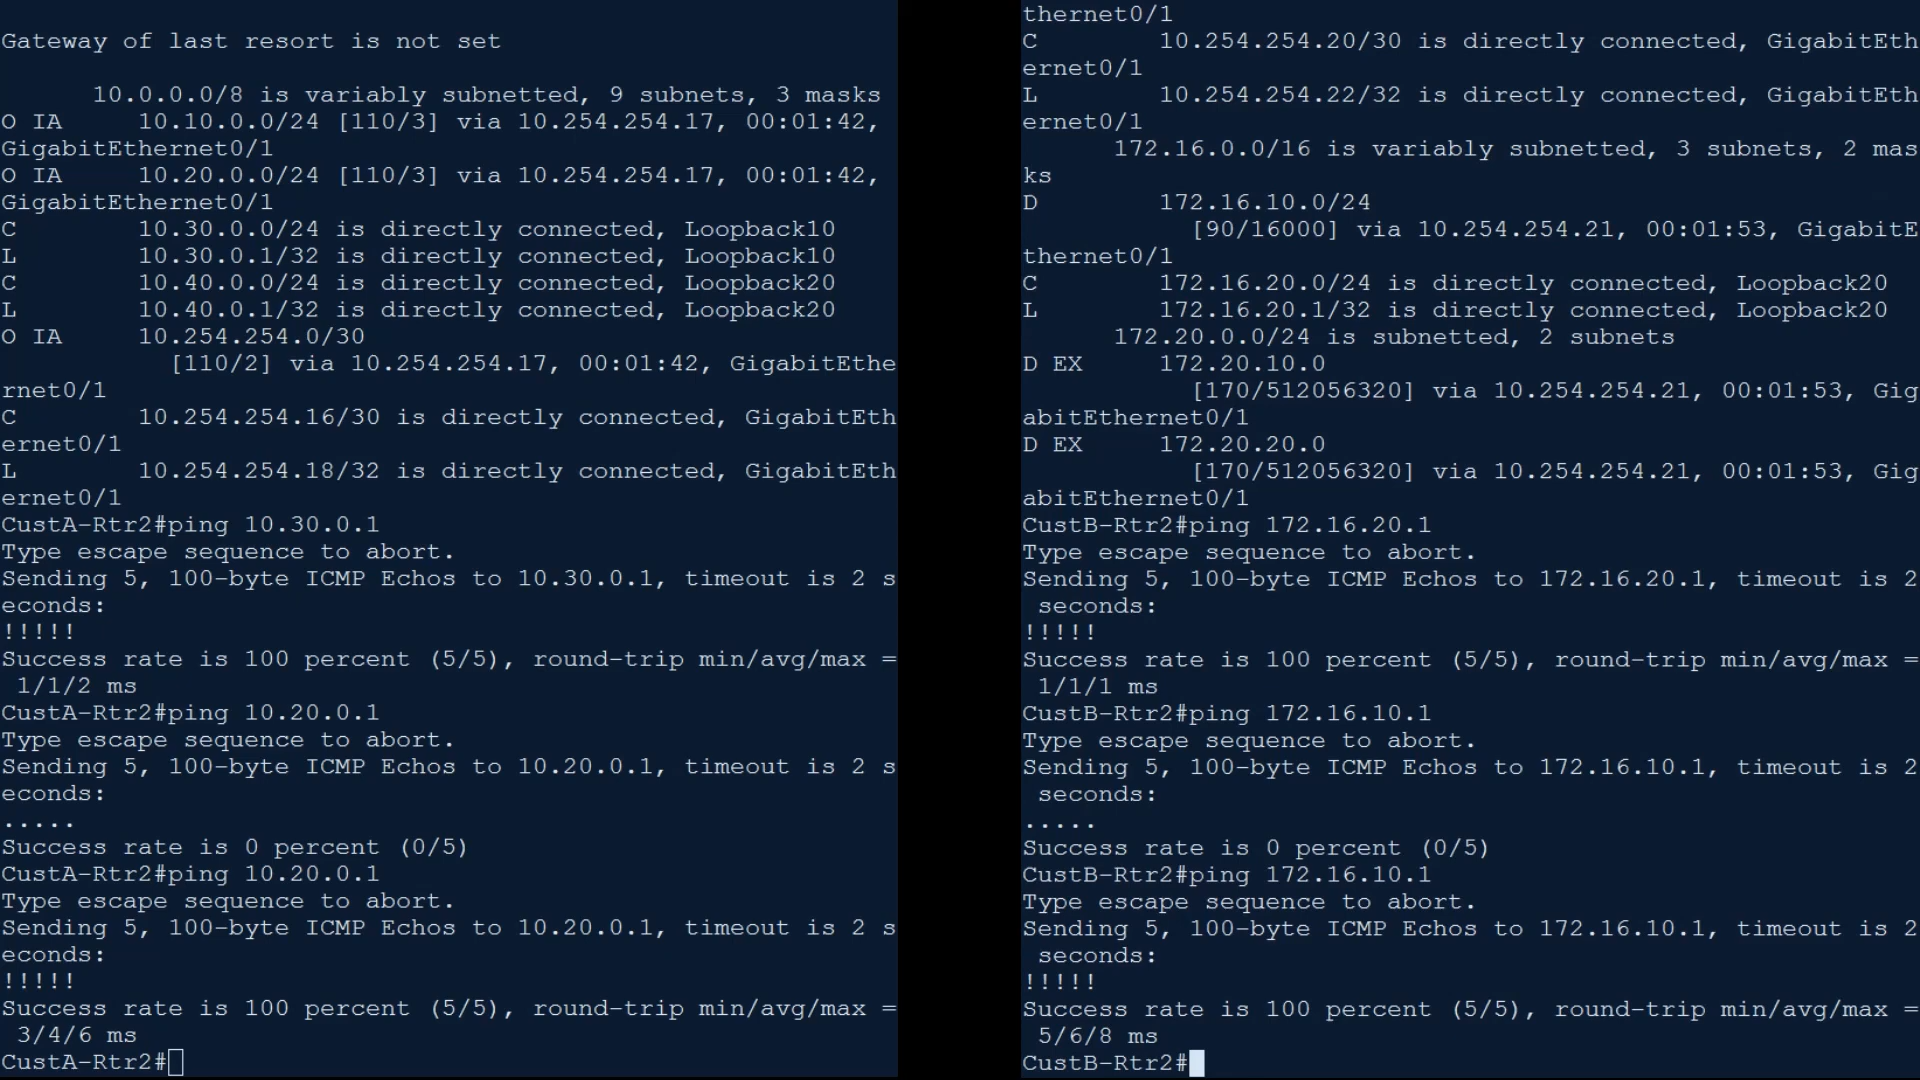 Gateway of last resort is not set
10.0.0.0/8 is variably subnetted, 9 subnets, 3 masks
O IA 10.10.0.0/24 [110/3] via 10.254.254.17, 00:01:42,
GigabitEthernet0/1
O IA 10.20.0.0/24 [110/3] via 10.254.254.17, 00:01:42,
GigabitEthernet0/1
C 10.30.0.0/24 is directly connected, Loopback10
L 10.30.0.1/32 is directly connected, Loopback10
C 10.40.0.0/24 is directly connected, Loopback20
L 10.40.0.1/32 is directly connected, Loopback20
O IA 10.254.254.0/30
[110/2] via 10.254.254.17, 00:01:42, GigabitEthe
rnet0/1
C 10.254.254.16/30 is directly connected, GigabitEth
ernet0/1
L 10.254.254.18/32 is directly connected, GigabitEth
ernet0/1
CustA-Rtr2#ping 10.30.0.1
Type escape sequence to abort.
Sending 5, 100-byte ICMP Echos to 10.30.0.1, timeout is 2 s
econds:
!!!!!
Success rate is 100 percent (5/5), round-trip min/avg/max =
1/1/2 ms
CustA-Rtr2#ping 10.20.0.1
Type escape sequence to abort.
Sending 5, 100-byte ICMP Echos to 10.20.0.1, timeout is 2 s
econds:
.....
Success rate is 0 percent (0/5)
CustA-Rtr2#ping 10.20.0.1
Type escape sequence to abort.
Sending 5, 100-byte ICMP Echos to 10.20.0.1, timeout is 2 s
econds:
!!!!!
Success rate is 100 percent (5/5), round-trip min/avg/max =
3/4/6 ms
CustA-Rtr2#
thernet0/1
C 10.254.254.20/30 is directly connected, GigabitEth
ernet0/1
L 10.254.254.22/32 is directly connected, GigabitEth
ernet0/1
172.16.0.0/16 is variably subnetted, 3 subnets, 2 mas
ks
D 172.16.10.0/24
[90/16000] via 10.254.254.21, 00:01:53, GigabitE
thernet0/1
C 172.16.20.0/24 is directly connected, Loopback20
L 172.16.20.1/32 is directly connected, Loopback20
172.20.0.0/24 is subnetted, 2 subnets
D EX 172.20.10.0
[170/512056320] via 10.254.254.21, 00:01:53, Gig
abitEthernet0/1
D EX 172.20.20.0
[170/512056320] via 10.254.254.21, 00:01:53, Gig
abitEthernet0/1
CustB-Rtr2#ping 172.16.20.1
Type escape sequence to abort.
Sending 5, 100-byte ICMP Echos to 172.16.20.1, timeout is 2
seconds:
!!!!!
Success rate is 100 percent (5/5), round-trip min/avg/max =
1/1/1 ms
CustB-Rtr2#ping 172.16.10.1
Type escape sequence to abort.
Sending 5, 100-byte ICMP Echos to 172.16.10.1, timeout is 2
seconds:
.....
Success rate is 0 percent (0/5)
CustB-Rtr2#ping 172.16.10.1
Type escape sequence to abort.
Sending 5, 100-byte ICMP Echos to 172.16.10.1, timeout is 2
seconds:
!!!!!
Success rate is 100 percent (5/5), round-trip min/avg/max =
5/6/8 ms
CustB-Rtr2#